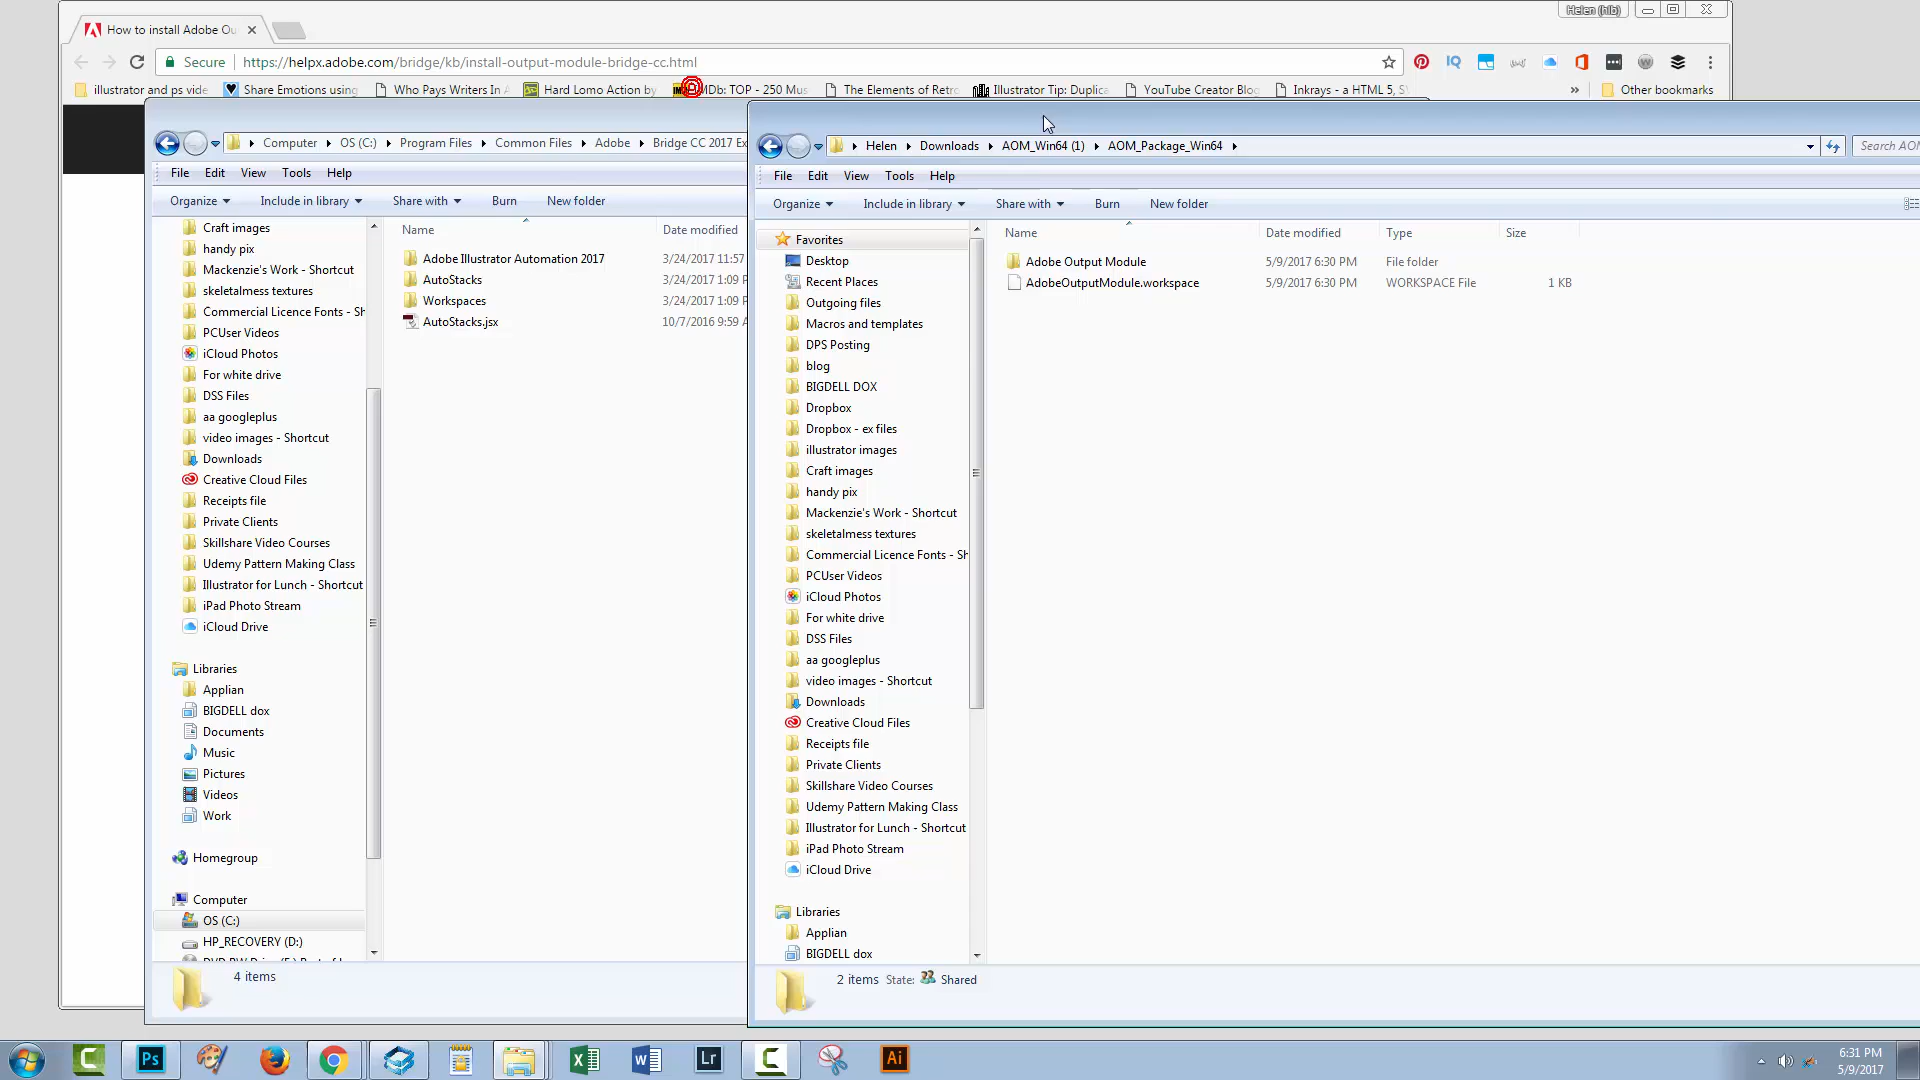 Helen (hlb)
How to install Adobe Ou
Secure
https://helpx.adobe.com/bridge/kb/install-output-module-bridge-cc.html
IQ
illustrator and ps vide
Share Emotions using
Who Pays Writers In A
Hard Lomo Action by
IMDb: TOP - 250 Mus
The Elements of Retro
Illustrator Tip: Duplica
YouTube Creator Blog
Inkrays - a HTML 5, SV
» Other bookmarks
Computer
OS (C:)
Program Files
Common Files
Adobe
Bridge CC 2017 Ex
File Edit View Tools Help
Organize Include in library Share with Burn New folder
Craft images
handy pix
Mackenzie's Work - Shortcut
skeletalmess textures
Commercial Licence Fonts - Sh
PCUser Videos
iCloud Photos
For white drive
DSS Files
aa googleplus
video images - Shortcut
Downloads
Creative Cloud Files
Receipts file
Private Clients
Skillshare Video Courses
Udemy Pattern Making Class
Illustrator for Lunch - Shortcut
iPad Photo Stream
iCloud Drive
Libraries
Applian
BIGDELL dox
Documents
Music
Pictures
Videos
Work
Homegroup
Computer
OS (C:)
HP_RECOVERY (D:)
Name Date modified
Adobe Illustrator Automation 2017 3/24/2017 11:57
AutoStacks 3/24/2017 1:09 P
Workspaces 3/24/2017 1:09 P
AutoStacks.jsx 10/7/2016 9:59 A
4 items
Helen
Downloads
AOM_Win64 (1)
AOM_Package_Win64
Search AOM
File Edit View Tools Help
Organize Include in library Share with Burn New folder
Favorites
Desktop
Recent Places
Outgoing files
Macros and templates
DPS Posting
blog
BIGDELL DOX
Dropbox
Dropbox - ex files
illustrator images
Craft images
handy pix
Mackenzie's Work - Shortcut
skeletalmess textures
Commercial Licence Fonts - Sh
PCUser Videos
iCloud Photos
For white drive
DSS Files
aa googleplus
video images - Shortcut
Downloads
Creative Cloud Files
Receipts file
Private Clients
Skillshare Video Courses
Udemy Pattern Making Class
Illustrator for Lunch - Shortcut
iPad Photo Stream
iCloud Drive
Libraries
Applian
BIGDELL dox
Name Date modified Type Size
Adobe Output Module 5/9/2017 6:30 PM File folder
AdobeOutputModule.workspace 5/9/2017 6:30 PM WORKSPACE File 1 KB
2 items State: Shared
Ps
Lr
Ai
6:31 PM
5/9/2017